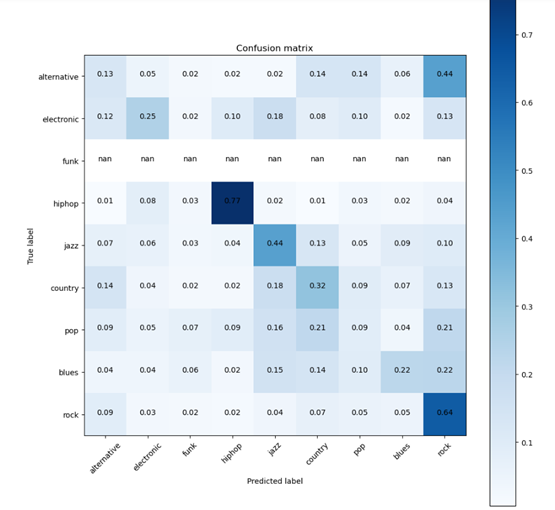 Confusion matrix
alternative 0.13 0.05 0.02 0.02 0.02 0.14 0.14 0.06 0.44
electronic 0.12 0.25 0.02 0.10 0.18 0.08 0.10 0.02 0.13
funk nan nan nan nan nan nan nan nan nan
hiphop 0.01 0.08 0.03 0.77 0.02 0.01 0.03 0.02 0.04
jazz 0.07 0.06 0.03 0.04 0.44 0.13 0.05 0.09 0.10
country 0.14 0.04 0.02 0.02 0.18 0.32 0.09 0.07 0.13
pop 0.09 0.05 0.07 0.09 0.16 0.21 0.09 0.04 0.21
blues 0.04 0.04 0.06 0.02 0.15 0.14 0.10 0.22 0.22
rock 0.09 0.03 0.02 0.02 0.04 0.07 0.05 0.05 0.64
True label
alternative electronic funk hiphop jazz country pop blues rock
Predicted label
0.7
0.6
0.5
0.4
0.3
0.2
0.1